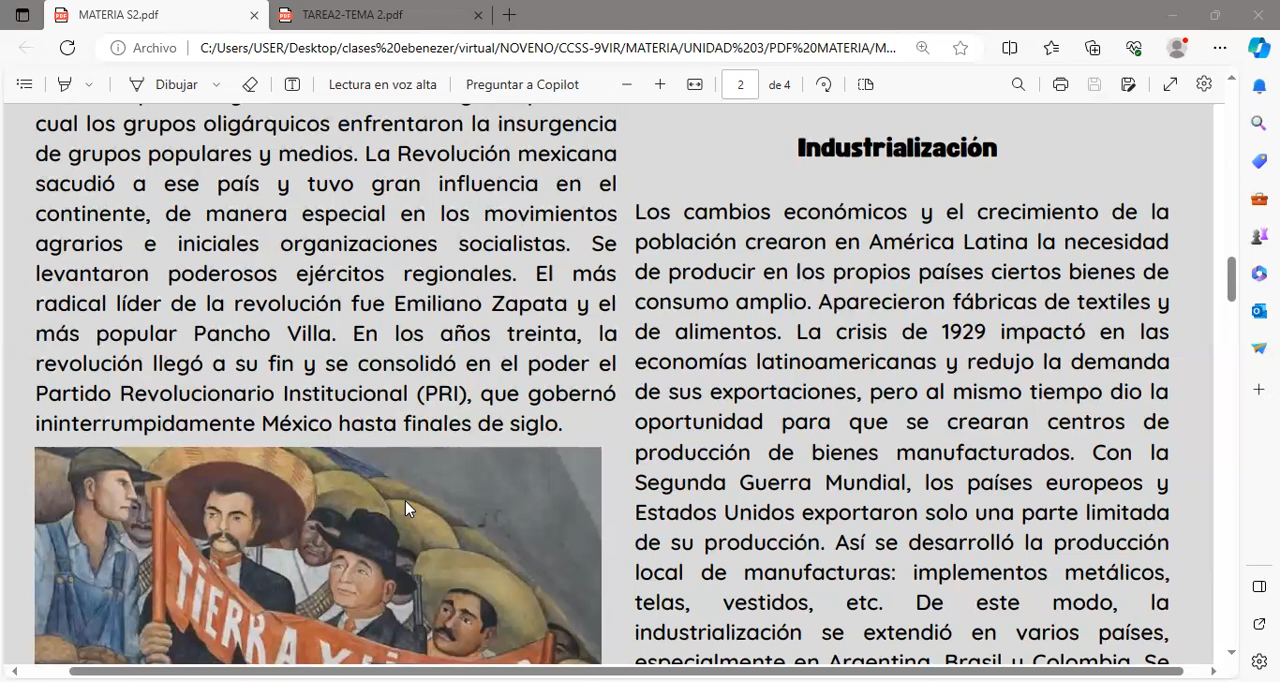 MATERIA S2.pdf
TAREA2-TEMA 2.pdf
Archivo
C:/Users/USER/Desktop/clases%20ebenezer/virtual/NOVENO/CCSS-9VIR/MATERIA/UNIDAD%203/PDF%20MATERIA/M...
Dibujar
Lectura en voz alta
Preguntar a Copilot
2
de 4
cual los grupos oligárquicos enfrentaron la insurgencia
de grupos populares y medios. La Revolución mexicana
sacudió a ese país y tuvo gran influencia en el
continente, de manera especial en los movimientos
agrarios e iniciales organizaciones socialistas. Se
levantaron poderosos ejércitos regionales. El más
radical líder de la revolución fue Emiliano Zapata y el
más popular Pancho Villa. En los años treinta, la
revolución llegó a su fin y se consolidó en el poder el
Partido Revolucionario Institucional (PRI), que gobernó
ininterrumpidamente México hasta finales de siglo.
TIERRA Y
Industrialización
Los cambios económicos y el crecimiento de la
población crearon en América Latina la necesidad
de producir en los propios países ciertos bienes de
consumo amplio. Aparecieron fábricas de textiles y
de alimentos. La crisis de 1929 impactó en las
economías latinoamericanas y redujo la demanda
de sus exportaciones, pero al mismo tiempo dio la
oportunidad para que se crearan centros de
producción de bienes manufacturados. Con la
Segunda Guerra Mundial, los países europeos y
Estados Unidos exportaron solo una parte limitada
de su producción. Así se desarrolló la producción
local de manufacturas: implementos metálicos,
telas, vestidos, etc. De este modo, la
industrialización se extendió en varios países,
especialmente en Argentina, Brasil y Colombia. Se